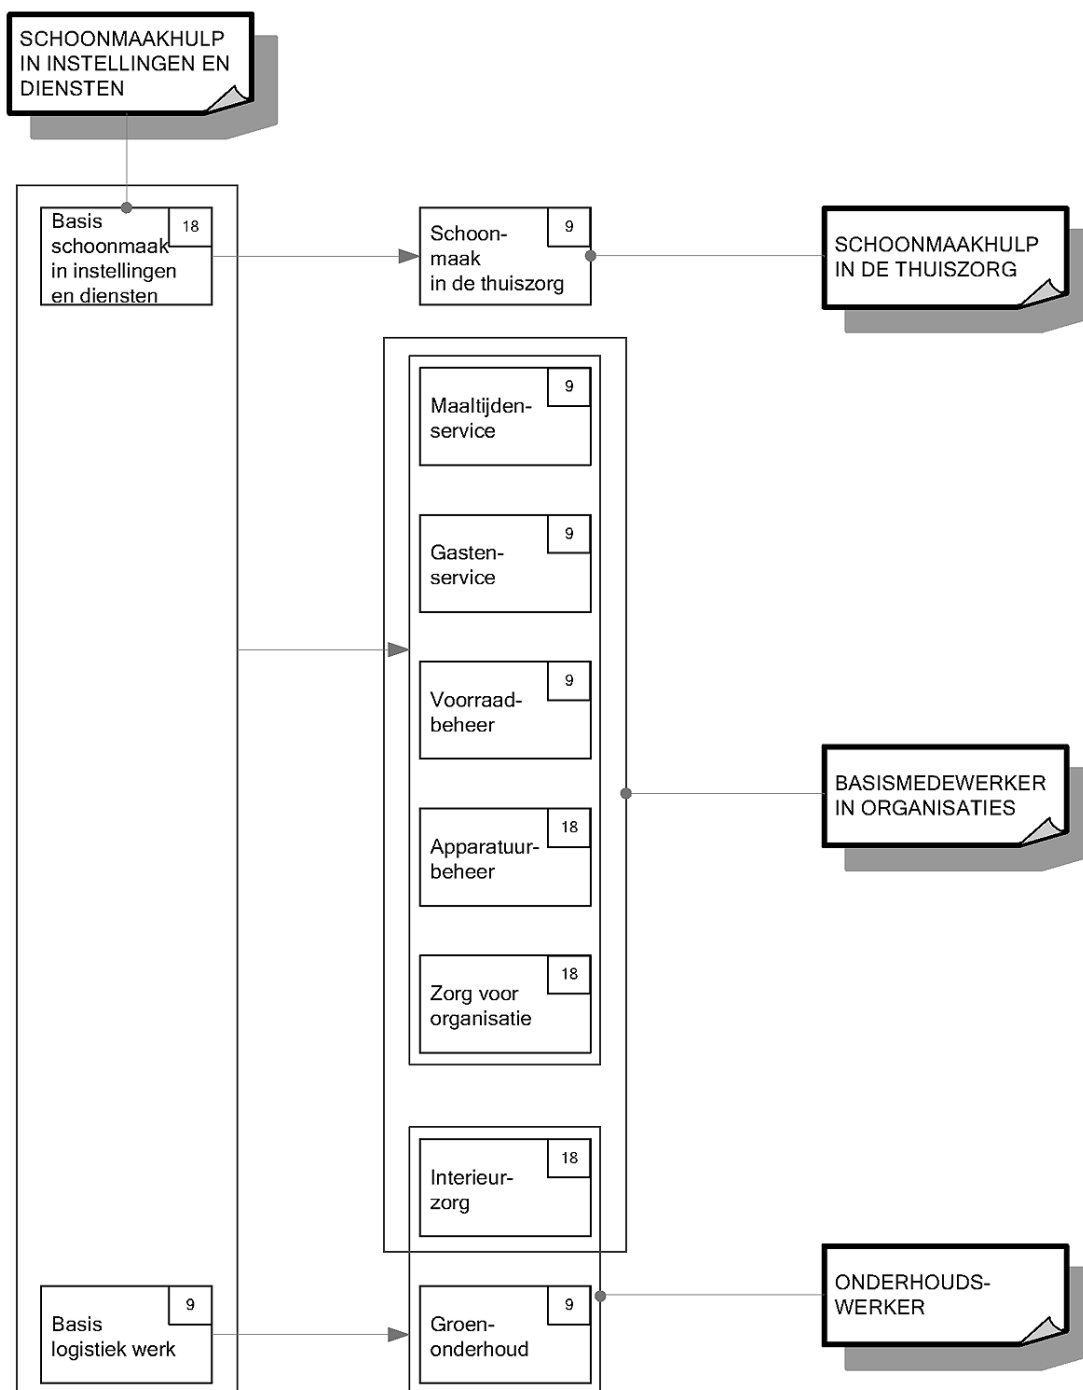 SCHOONMAAKHULP
IN INSTELLINGEN EN
DIENSTEN
Basis
schoonmaak
in instellingen
en diensten
18
Schoon-
maak
in de thuiszorg
9
SCHOONMAAKHULP
IN DE THUISZORG
Maaltijden-
service
9
Gasten-
service
9
Voorraad-
beheer
9
Apparatuur-
beheer
18
BASISMEDEWERKER
IN ORGANISATIES
Zorg voor
organisatie
18
Interieur-
zorg
18
Basis
logistiek werk
9
Groen-
onderhoud
9
ONDERHOUDS-
WERKER